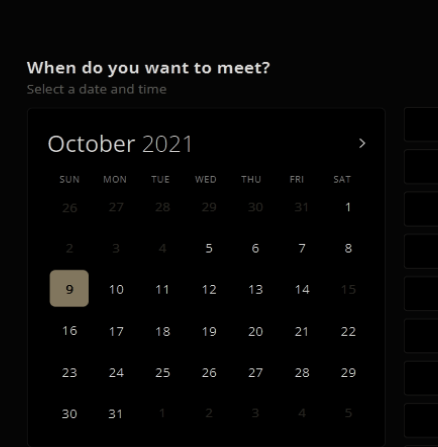 When do you want to meet?
Select a date and time
October 2021
SUN MON TUE WED THU FRI SAT
26 27 28 29 30 31 1
2 3 4 5 6 7 8
9 10 11 12 13 14 15
16 17 18 19 20 21 22
23 24 25 26 27 28 29
30 31 1 2 3 4 5